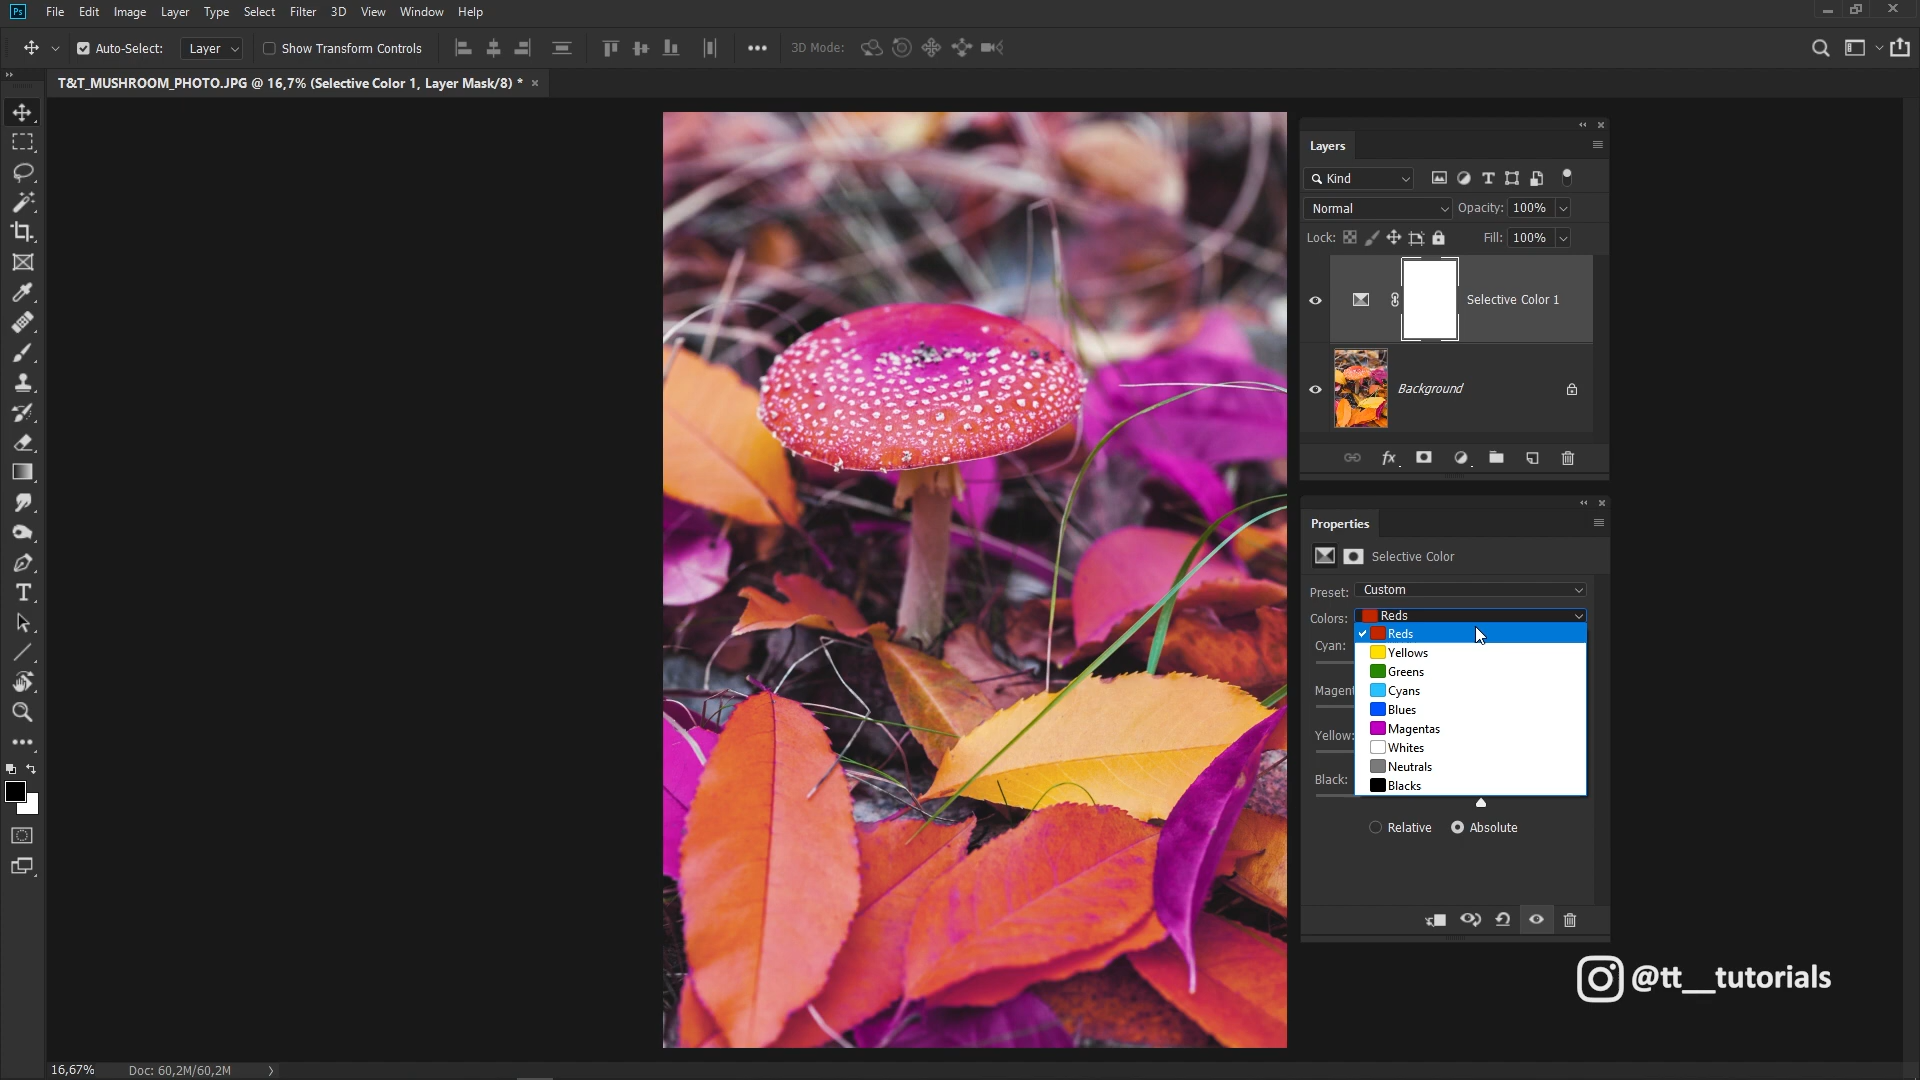 Ps File Edit Image Layer Type Select Filter 3D View Window Help
Auto-Select: Layer Show Transform Controls 3D Mode:
T&T_MUSHROOM_PHOTO.JPG @ 16,7% (Selective Color 1, Layer Mask/8) *
Layers
Kind
Normal Opacity: 100%
Lock: Fill: 100%
Selective Color 1
Background
Properties
Selective Color
Preset: Custom
Colors: Reds
Reds
Cyan:
Yellows
Greens
Magent
Cyans
Blues
Magentas
Yellow:
Whites
Neutrals
Black:
Blacks
Relative Absolute
@tt__tutorials
16,67% Doc: 60,2M/60,2M